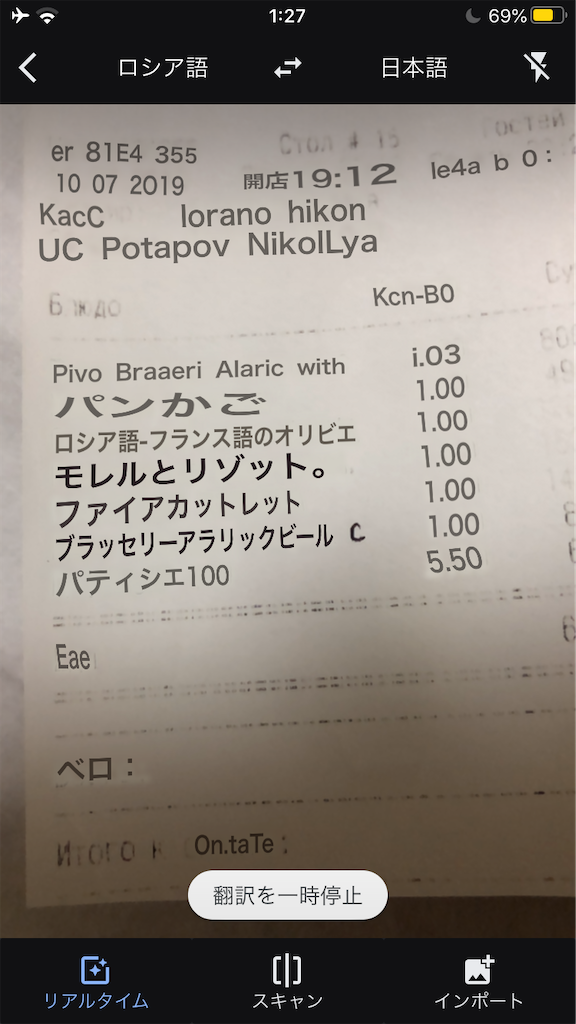 1:27
69%
ロシア語
日本語
Стол # 15
Гостей
er 81E4 355
10 07 2019
開店19:12
le4a b 0:
KacC lorano hikon
UC Potapov NikolLya
Блюдо
Kcn-B0
Pivo Braaeri Alaric with i.03
パンかご 1.00
ロシア語-フランス語のオリビエ 1.00
モレルとリゾット。 1.00
ファイアカットレット 1.00
ブラッセリーアラリックビール c 1.00
パティシエ100 5.50
Eae
ベロ:
Итого к On.taTe:
翻訳を一時停止
リアルタイム
スキャン
インポート